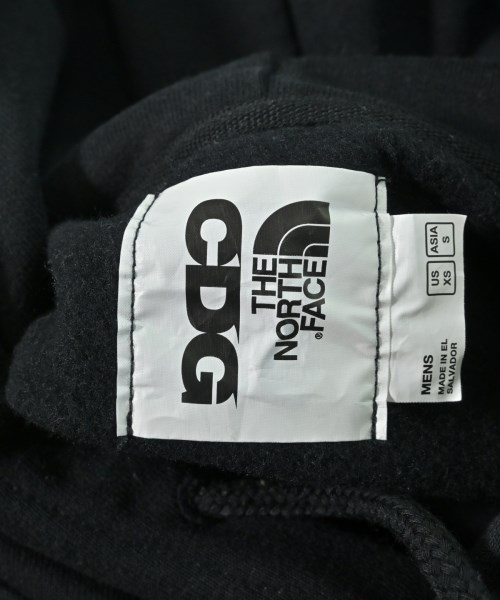 THE
NORTH
FACE
®
CDG
US
XS
ASIA
S
MENS
MADE IN EL
SALVADOR